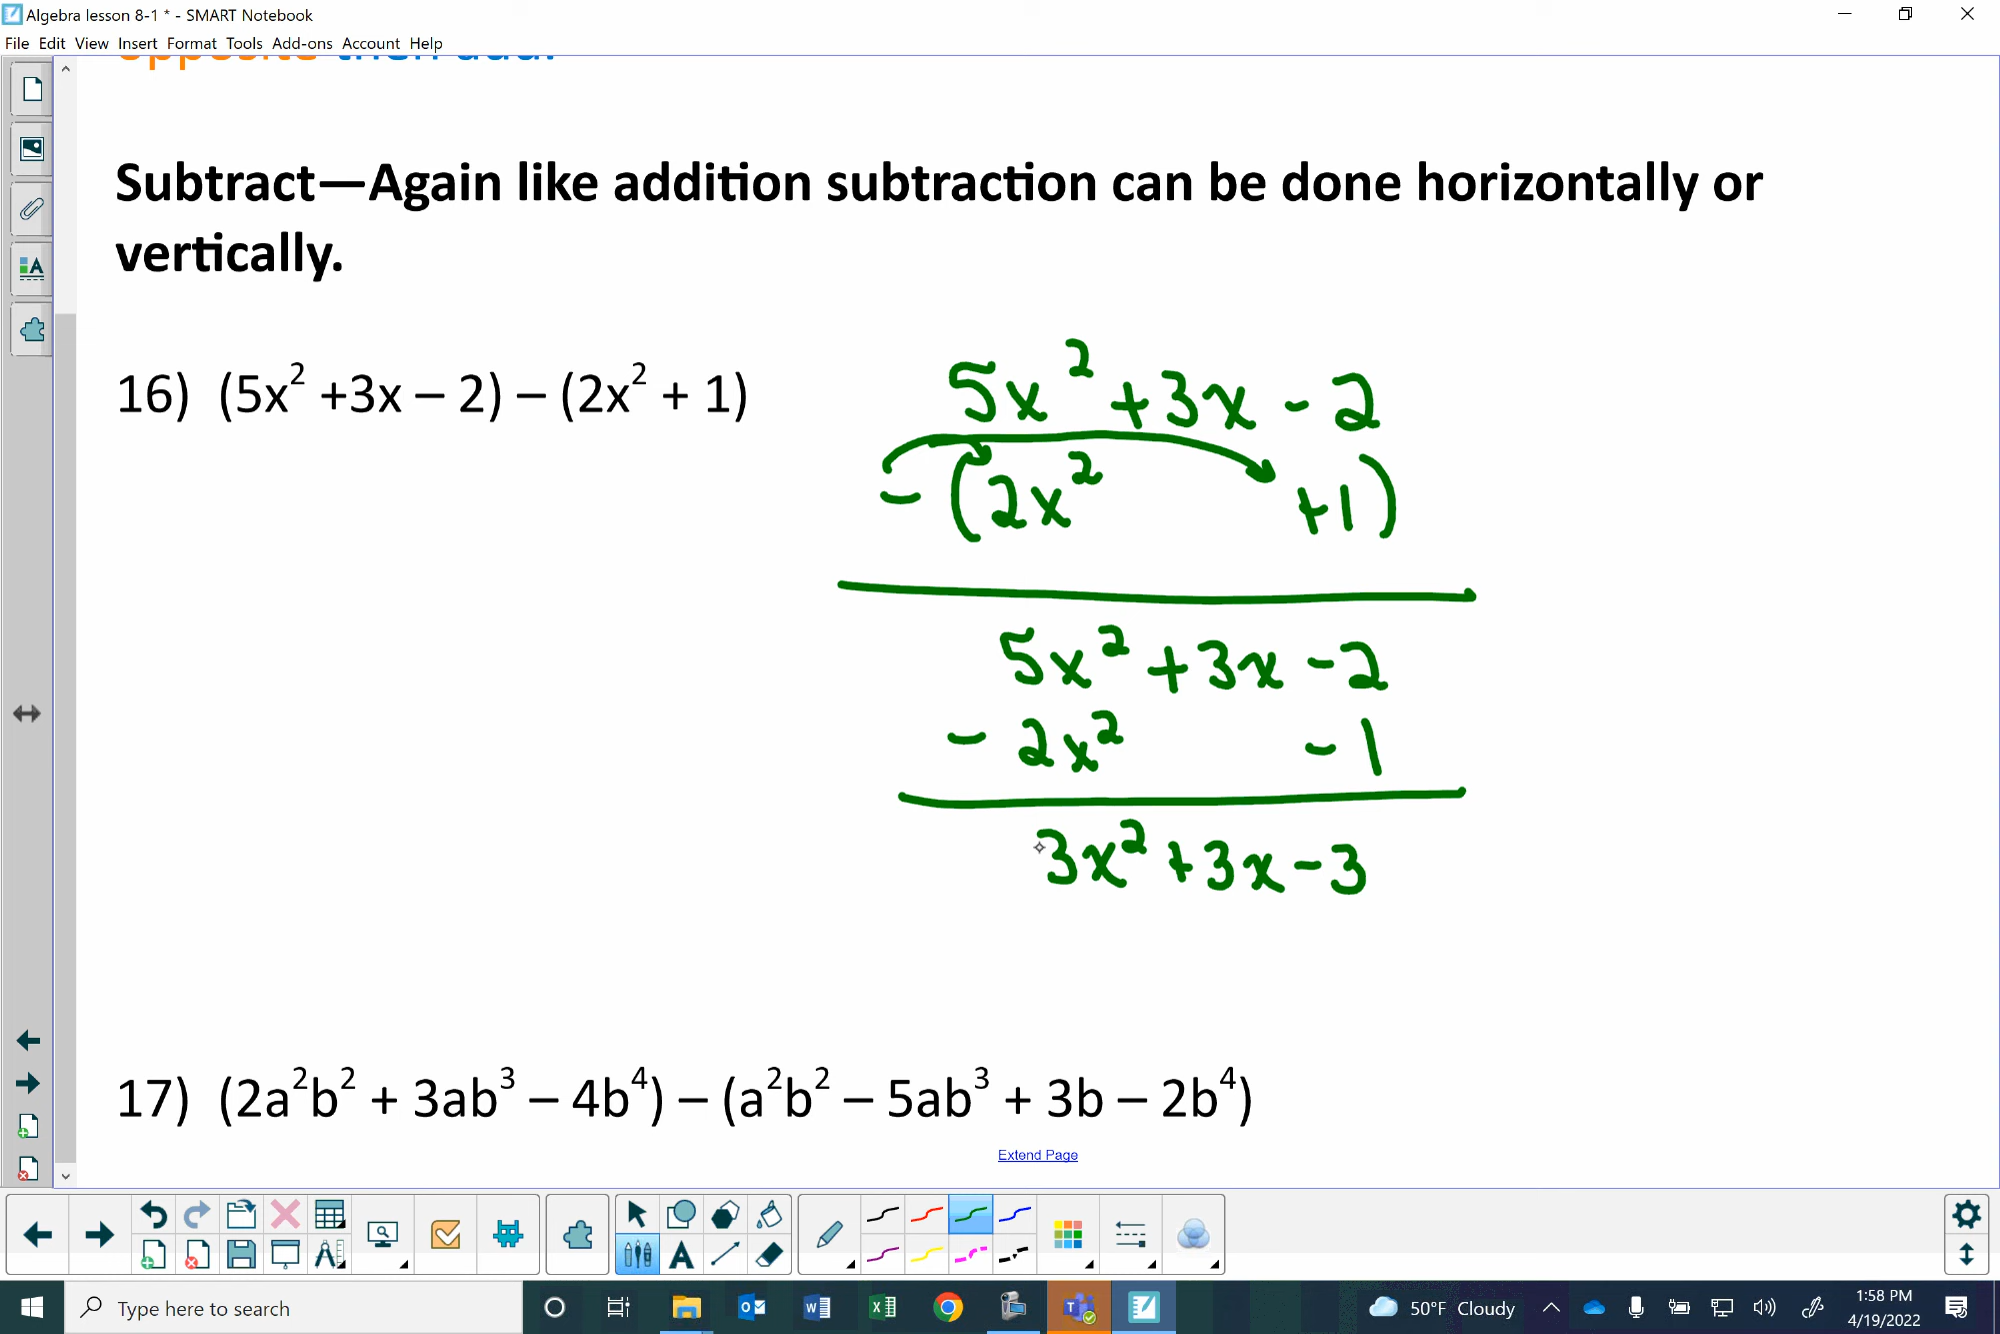 Algebra lesson 8-1 * - SMART Notebook
File Edit View Insert Format Tools Add-ons Account Help
opposite then add.
Subtract—Again like addition subtraction can be done horizontally or
vertically.
16) (5x² +3x – 2) – (2x² + 1)
5x² +3x -2
-(2x² +1)
5x² +3x -2
- 2x² -1
3x² +3x -3
17) (2a²b² + 3ab³ – 4b⁴) – (a²b² – 5ab³ + 3b – 2b⁴)
Extend Page
Type here to search
50°F Cloudy
1:58 PM
4/19/2022